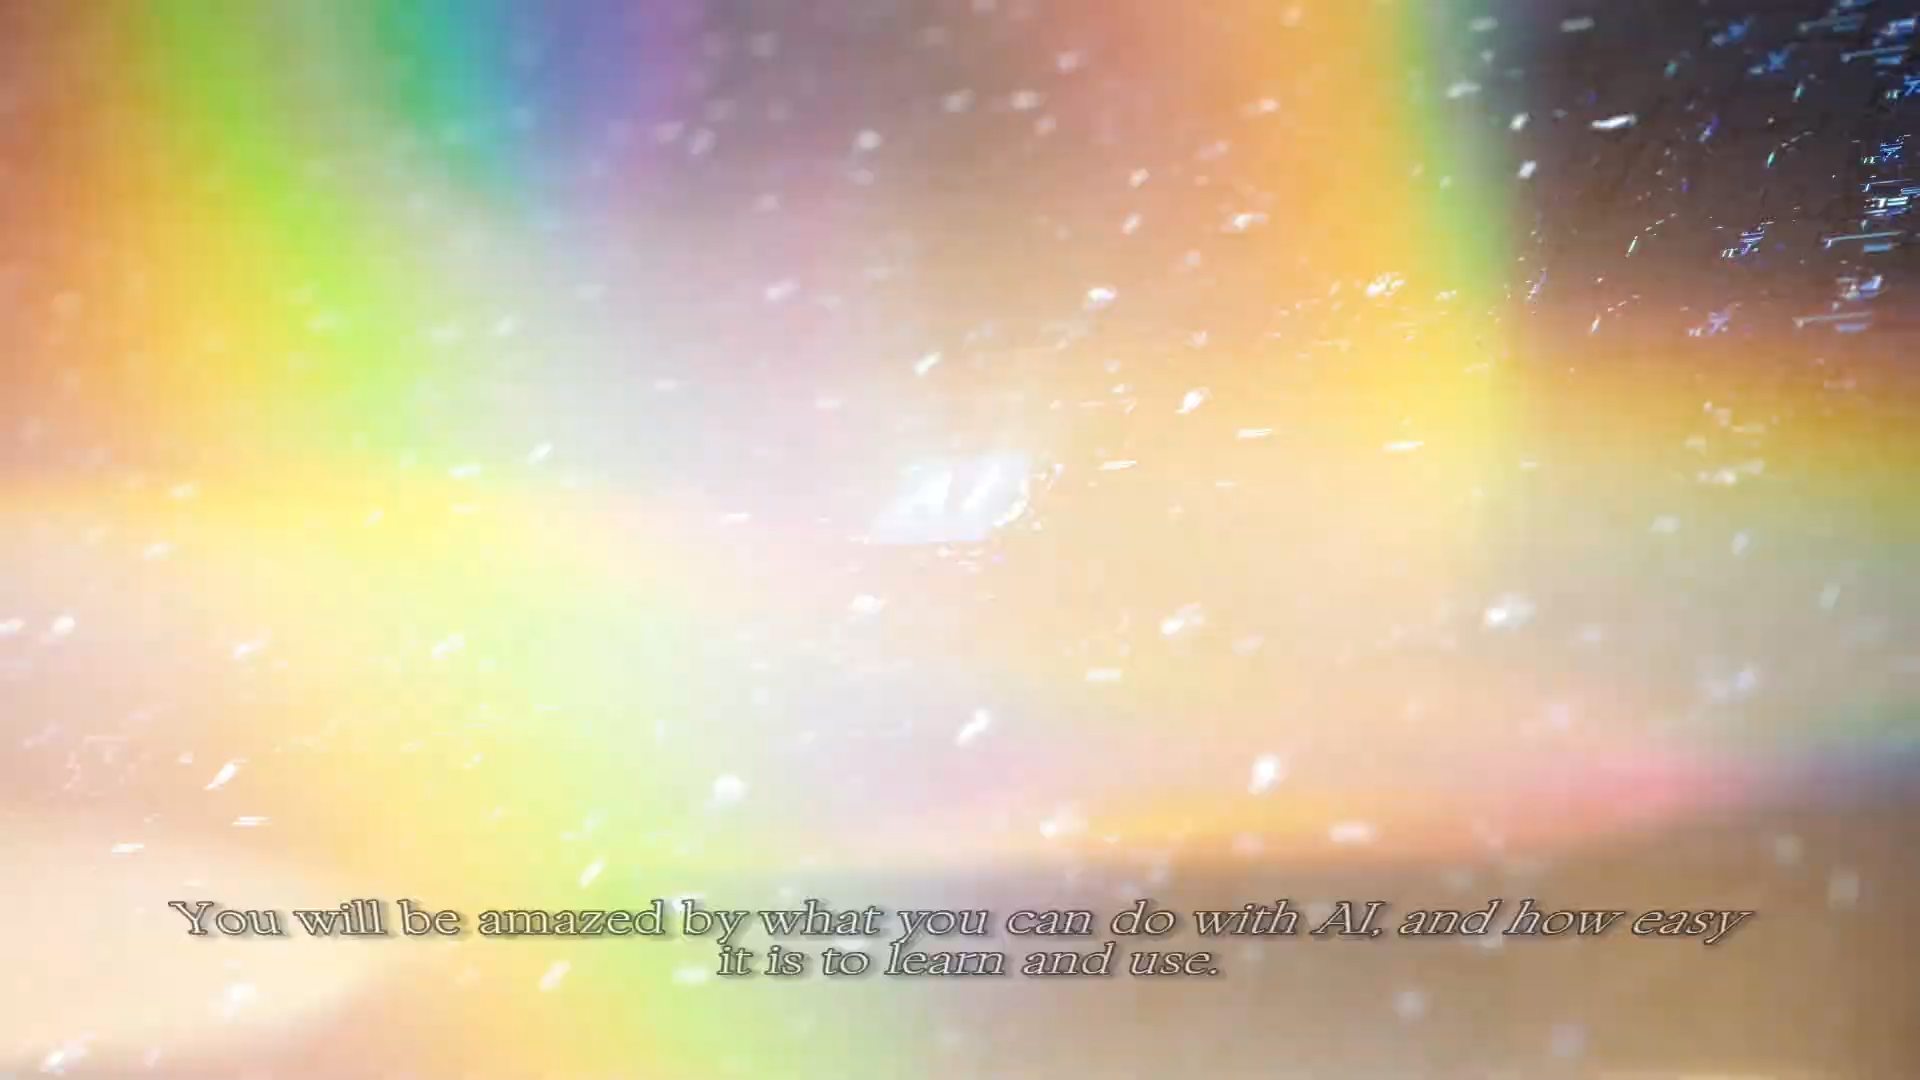 You will be amazed by what you can do with AI, and how easy
it is to learn and use.